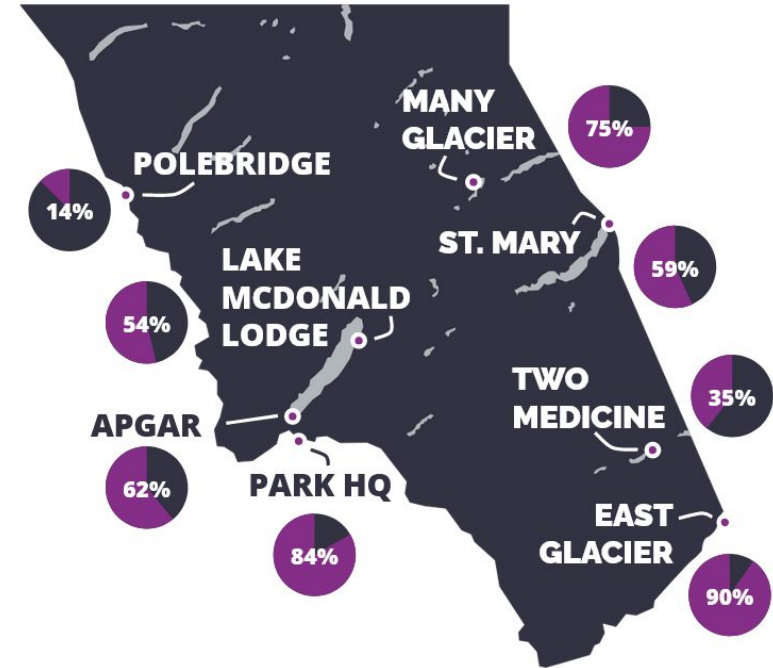 MANY
GLACIER
75%
POLEBRIDGE
14%
ST. MARY
LAKE
MCDONALD
LODGE
59%
54%
TWO
MEDICINE
35%
APGAR
62%
PARK HQ
84%
EAST
GLACIER
90%